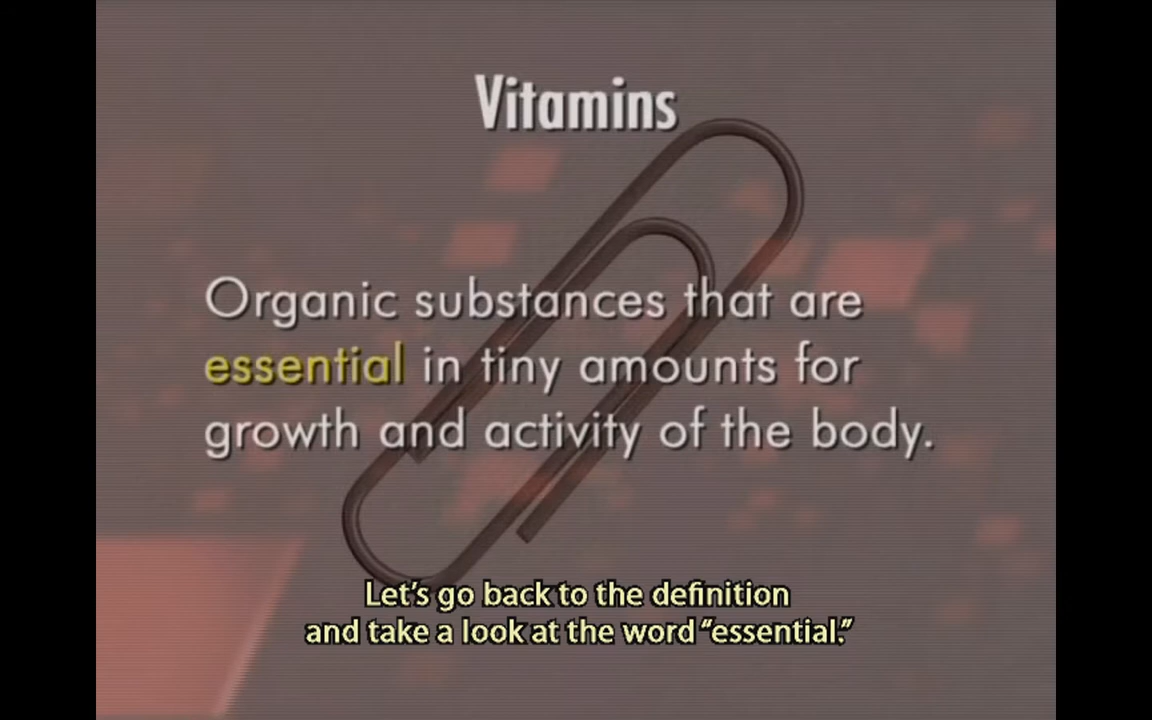 Vitamins
Organic substances that are
essential in tiny amounts for
growth and activity of the body.
Let's go back to the definition
and take a look at the word “essential.”